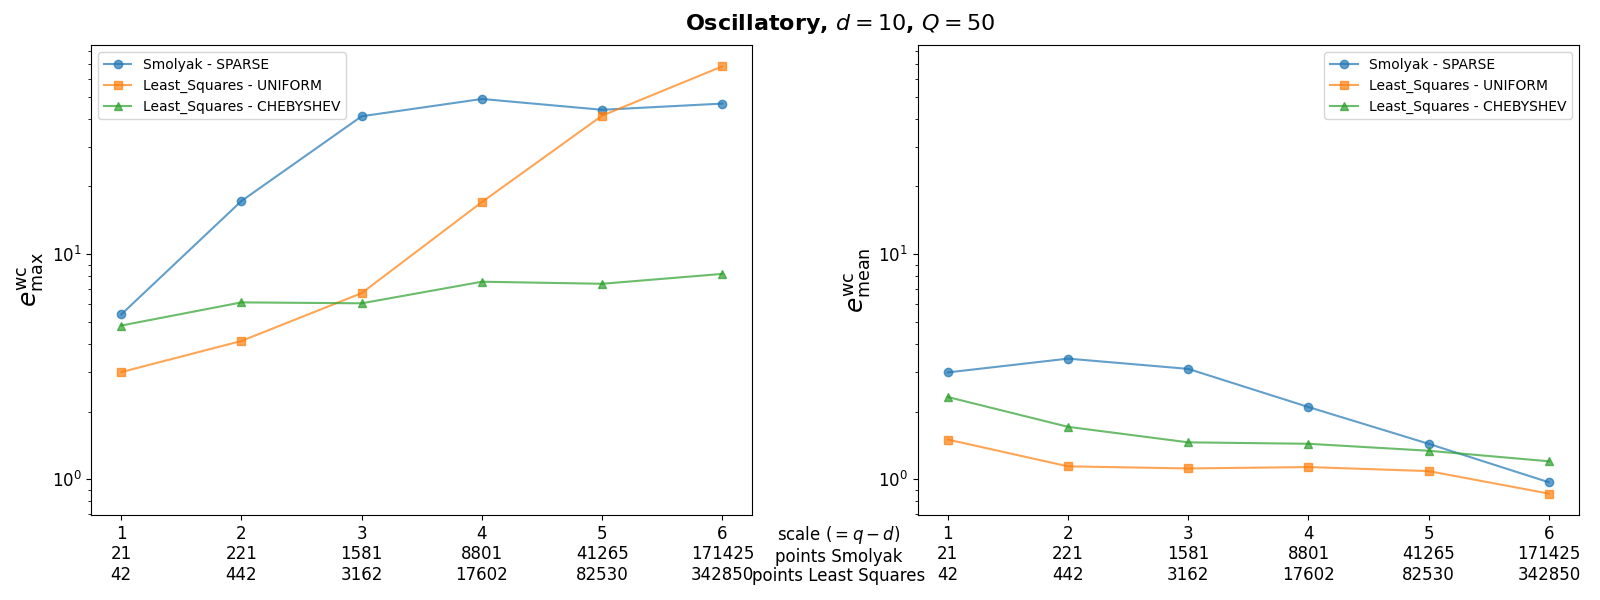 Oscillatory, d = 10, Q = 50
Smolyak - SPARSE
Least_Squares - UNIFORM
Least_Squares - CHEBYSHEV
e^wc_max
10^1
10^0
1 2 3 4 5 6
21 221 1581 8801 41265 171425
42 442 3162 17602 82530 342850
scale (= q − d)
points Smolyak
points Least Squares
Smolyak - SPARSE
Least_Squares - UNIFORM
Least_Squares - CHEBYSHEV
e^wc_mean
10^1
10^0
1 2 3 4 5 6
21 221 1581 8801 41265 171425
42 442 3162 17602 82530 342850